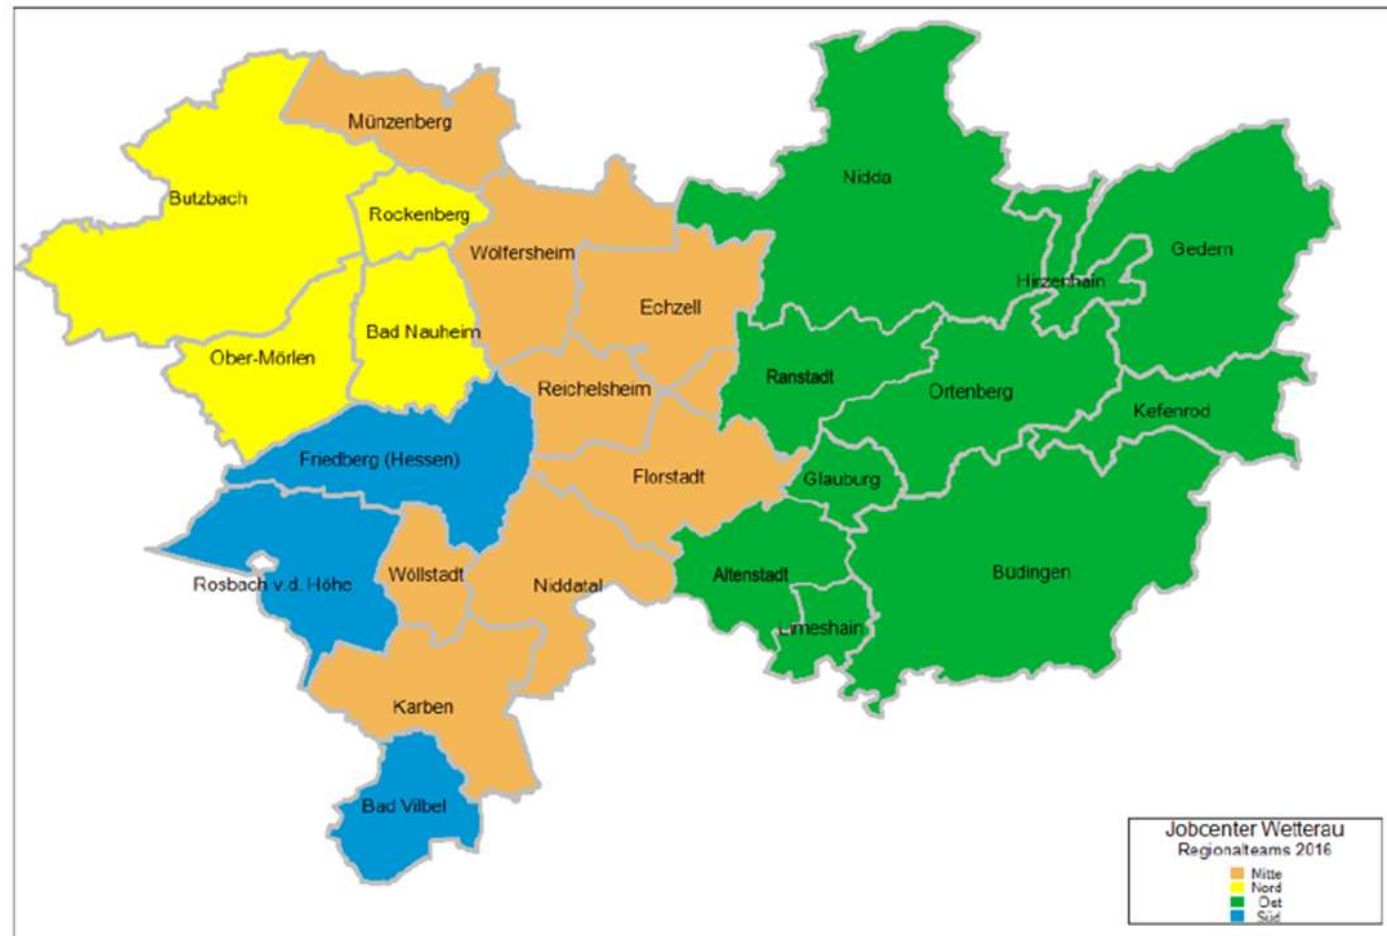 Münzenberg
Nidda
Butzbach
Rockenberg
Wölfersheim
Gedern
Hirzenhain
Echzell
Bad Nauheim
Ober-Mörlen
Ranstadt
Reichelsheim
Ortenberg
Kefenrod
Friedberg (Hessen)
Florstadt
Glauburg
Büdingen
Wöllstadt
Altenstadt
Rosbach v.d. Höhe
Niddatal
Limeshain
Karben
Bad Vilbel
Jobcenter Wetterau
Regionalteams 2016
Mitte
Nord
Ost
Süd